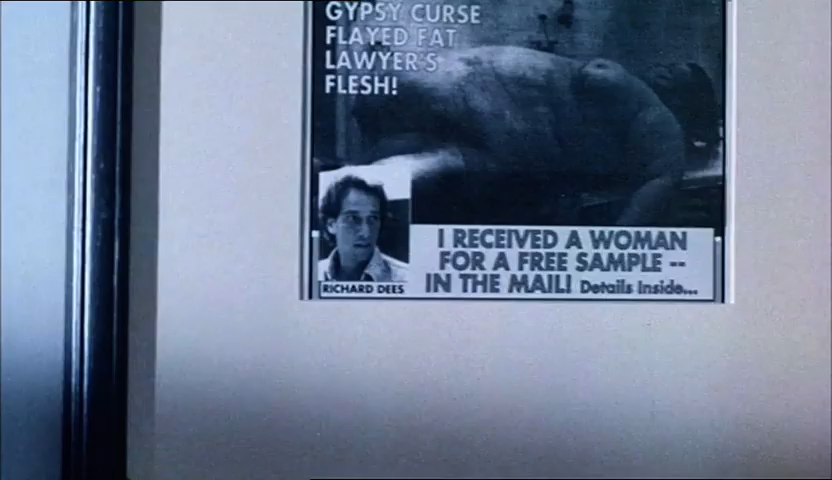 GYPSY CURSE
FLAYED FAT
LAWYER'S
FLESH!
RICHARD DEES
I RECEIVED A WOMAN
FOR A FREE SAMPLE --
IN THE MAIL! Details Inside...